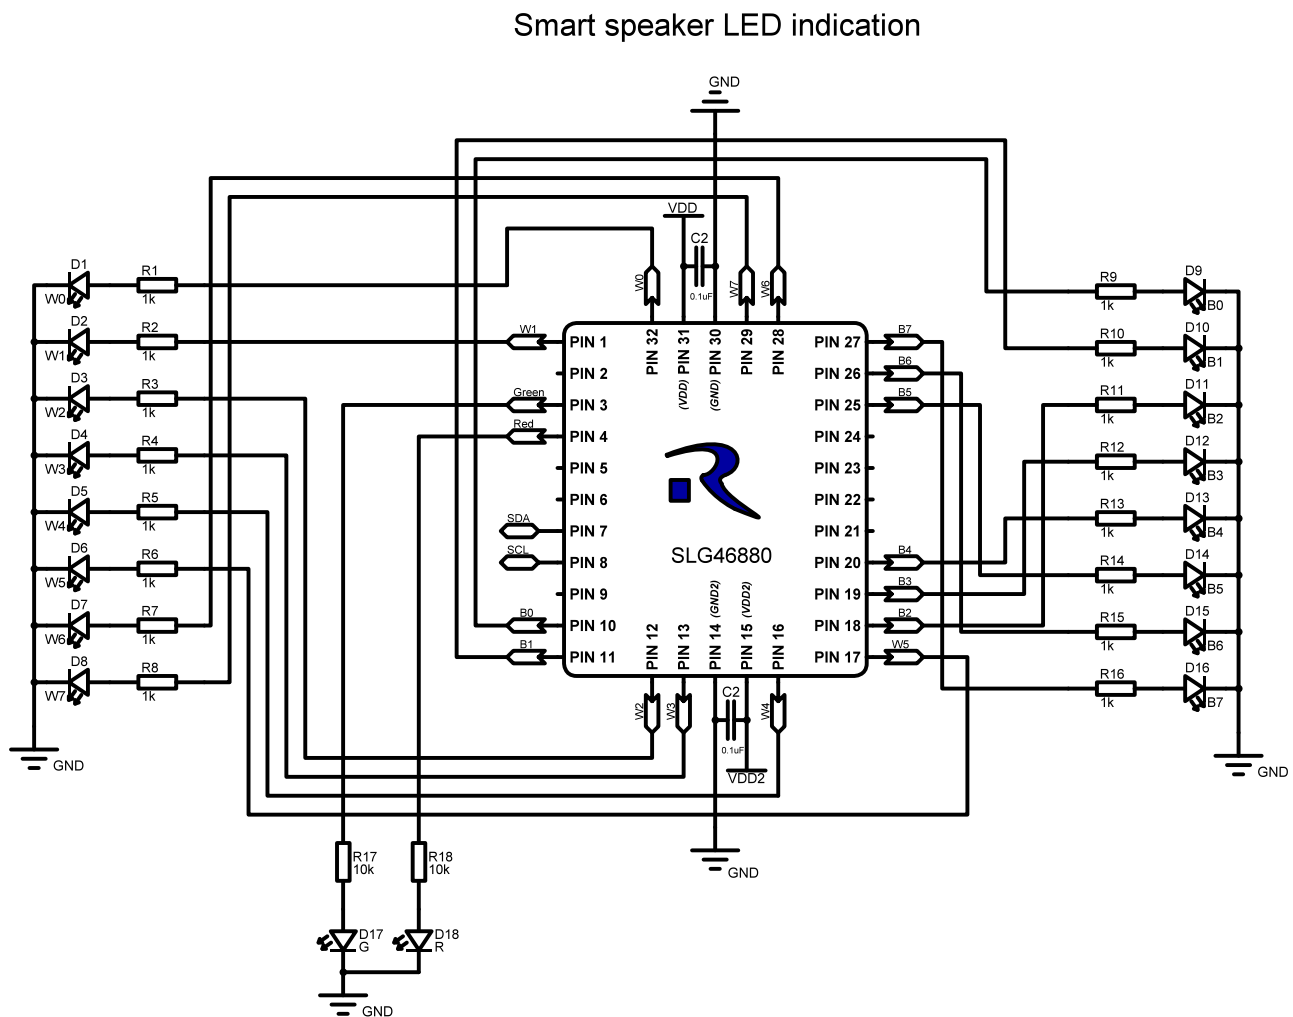 Smart speaker LED indication
GND
VDD
C2
0.1uF
W0
W7
W6
D1
W0
R1
1k
D2
W1
R2
1k
D3
W2
R3
1k
D4
W3
R4
1k
D5
W4
R5
1k
D6
W5
R6
1k
D7
W6
R7
1k
D8
W7
R8
1k
GND
W1
Green
Red
SDA
SCL
B0
B1
PIN 32
PIN 31
(VDD)
PIN 30
(GND)
PIN 29
PIN 28
PIN 1
PIN 2
PIN 3
PIN 4
PIN 5
PIN 6
PIN 7
PIN 8
PIN 9
PIN 10
PIN 11
SLG46880
PIN 27
PIN 26
PIN 25
PIN 24
PIN 23
PIN 22
PIN 21
PIN 20
PIN 19
PIN 18
PIN 17
PIN 12
PIN 13
PIN 14
(GND2)
PIN 15
(VDD2)
PIN 16
B7
B6
B5
B4
B3
B2
W5
W2
W3
C2
0.1uF
W4
VDD2
GND
R9
1k
D9
B0
R10
1k
D10
B1
R11
1k
D11
B2
R12
1k
D12
B3
R13
1k
D13
B4
R14
1k
D14
B5
R15
1k
D15
B6
R16
1k
D16
B7
GND
R17
10k
R18
10k
D17
G
D18
R
GND